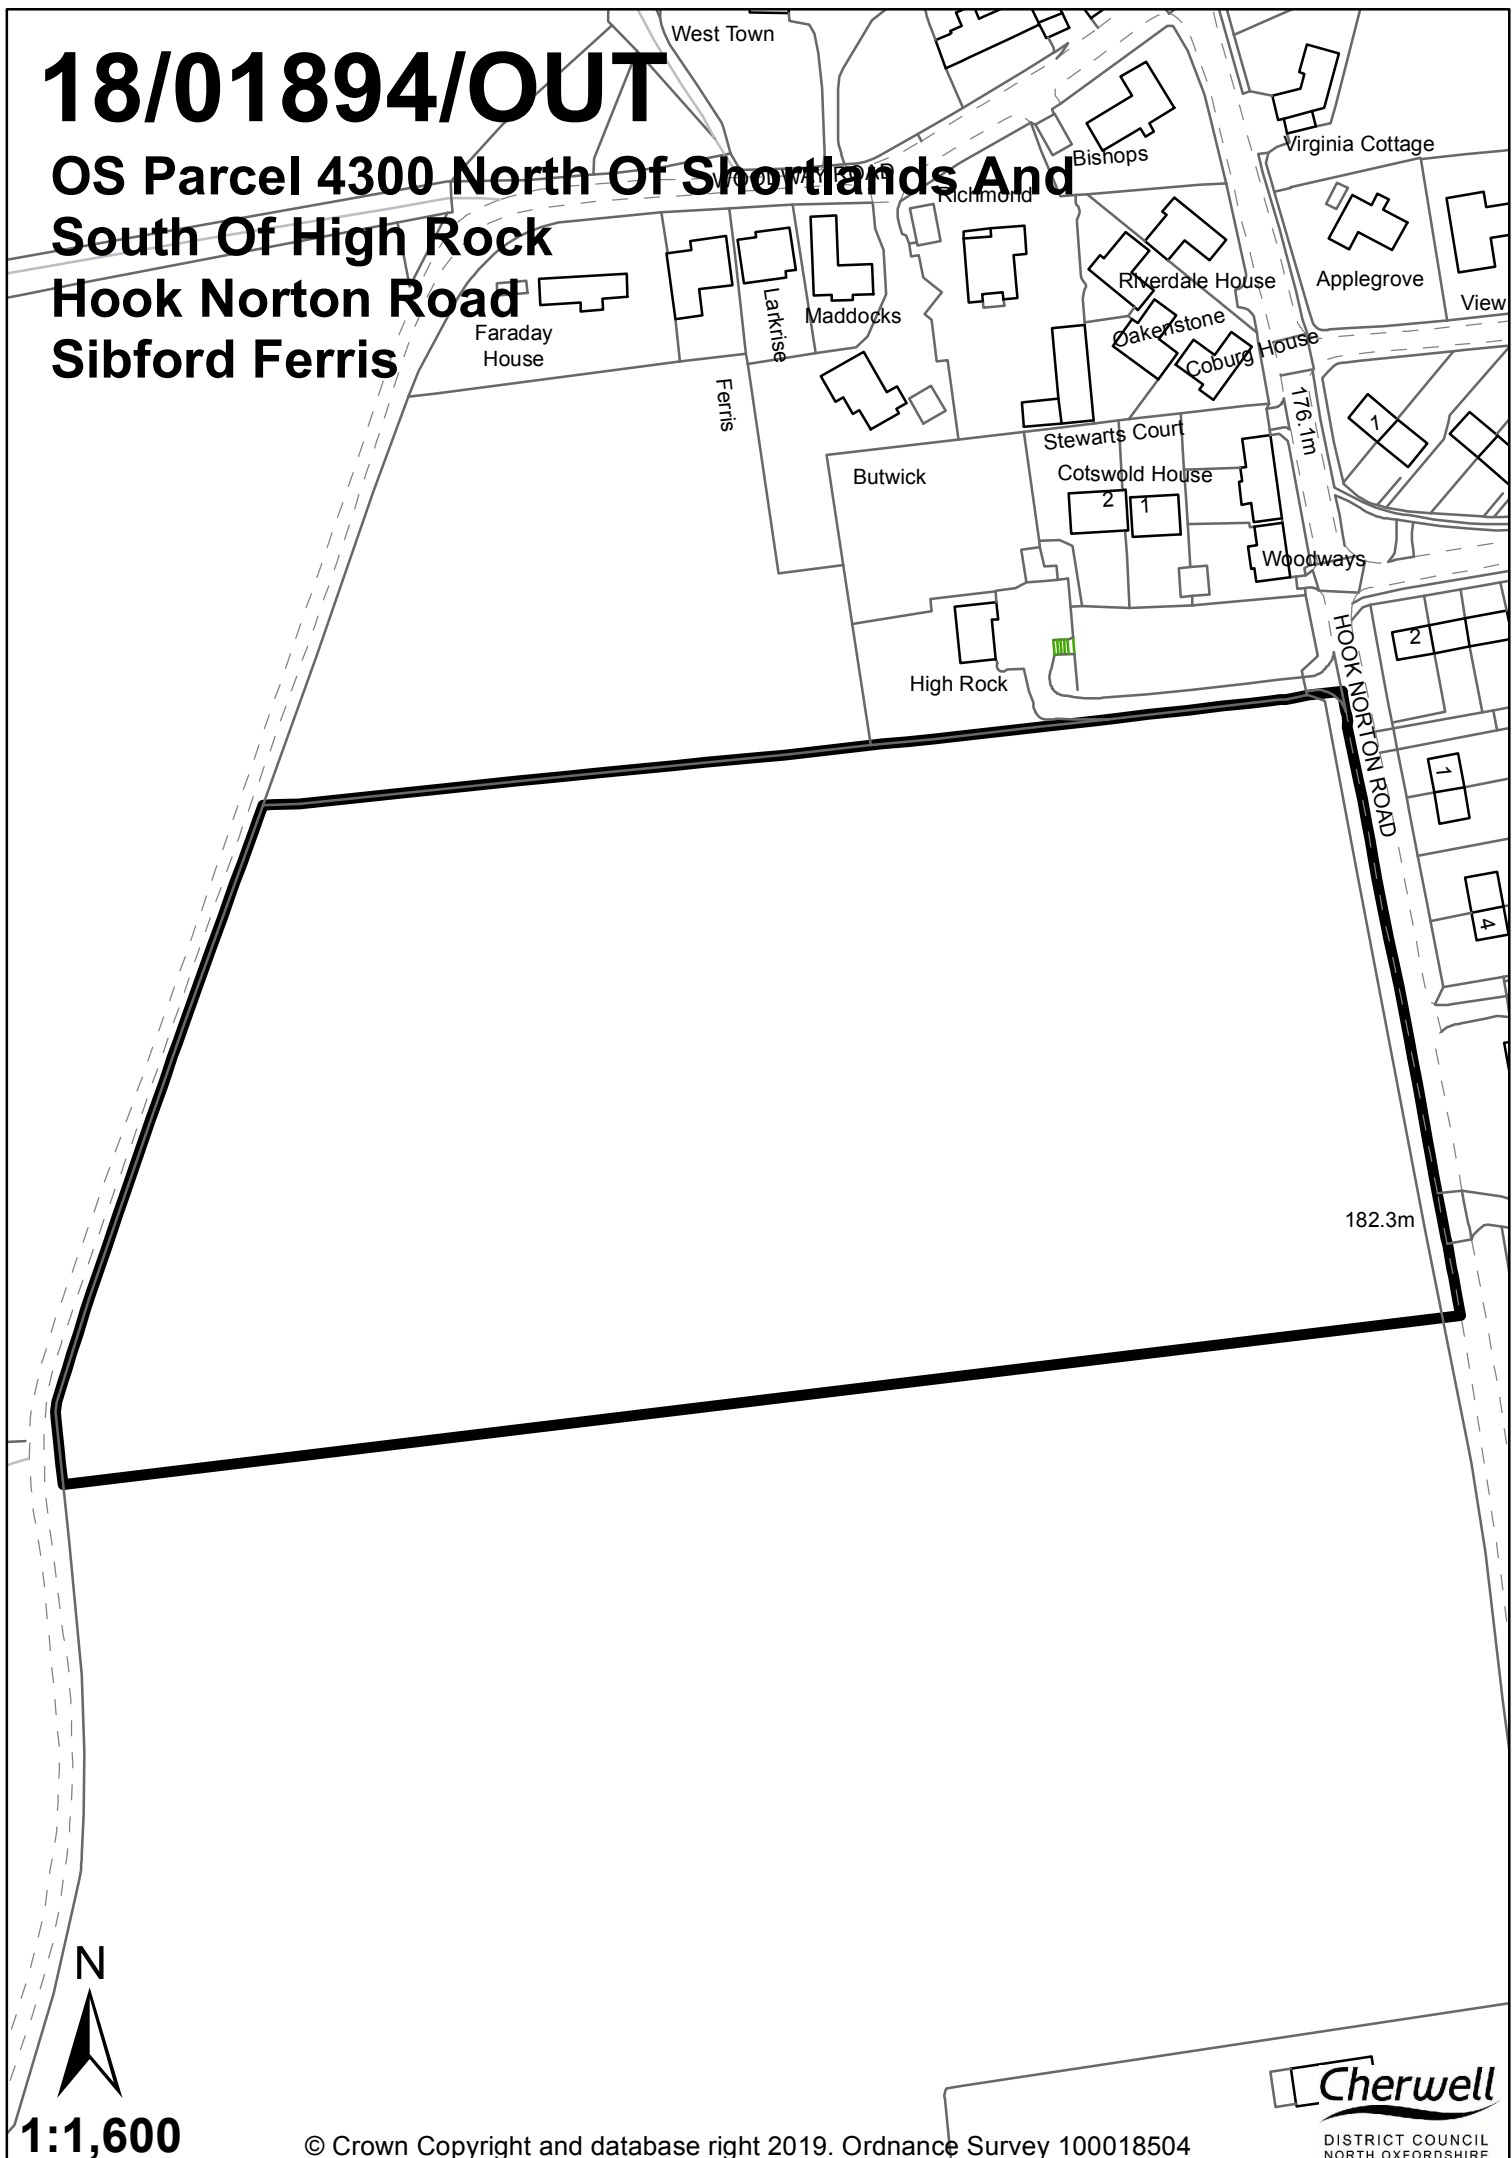 18/01894/OUT
OS Parcel 4300 North Of Shortlands And
South Of High Rock
Hook Norton Road
Sibford Ferris
West Town
WOODWAY ROAD
Bishops
Virginia Cottage
Richmond
Riverdale House
Applegrove
View
Faraday
House
Larkrise
Maddocks
Oakenstone
Coburg House
Ferris
176.1m
1
Stewarts Court
Butwick
Cotswold House
2
1
Woodways
HOOK NORTON ROAD
2
High Rock
1
4
182.3m
N
1:1,600
© Crown Copyright and database right 2019. Ordnance Survey 100018504
Cherwell
DISTRICT COUNCIL
NORTH OXFORDSHIRE